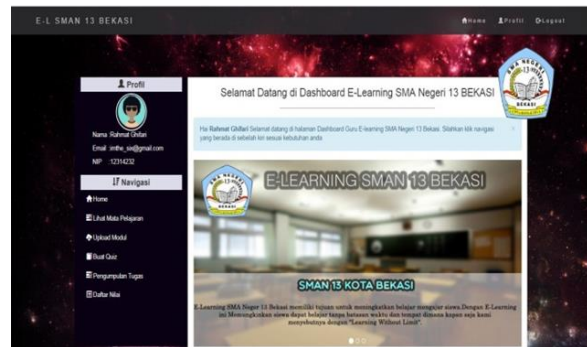 E-L SMAN 13 BEKASI
Home Profil Logout
Profil
Nama :Rahmat Ghifari
Email :imthe_six@gmail.com
NIP :12314232
Navigasi
Home
Lihat Mata Pelajaran
Upload Modul
Buat Quiz
Pengumpulan Tugas
Daftar Nilai
Selamat Datang di Dashboard E-Learning SMA Negeri 13 BEKASI
SMA NEGERI
-13-
BEKASI
Hai Rahmat Ghifari Selamat datang di halaman Dashboard Guru E-learning SMA Negeri 13 Bekasi. Silahkan klik navigasi
yang berada di sebelah kiri sesuai kebutuhan anda
E-LEARNING SMAN 13 BEKASI
SMAN 13 KOTA BEKASI
E-Learning SMA Neger 13 Bekasi memiliki tujuan untuk meningkatkan belajar mengajar siswa.Dengan E-Learning
ini Memungkinkan siswa dapat belajar tanpa batasan waktu dan tempat dimana kapan saja kami
menyebutnya dengan "Learning Without Limit".